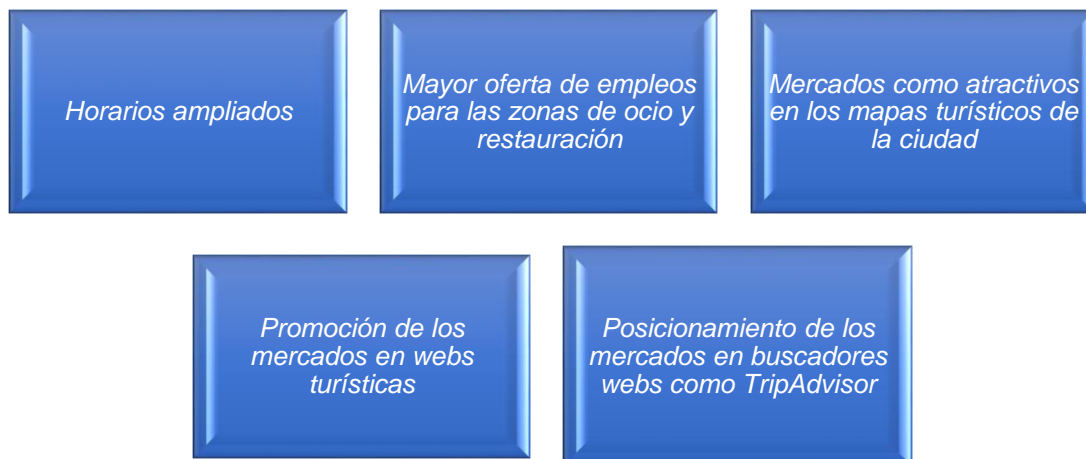 Horarios ampliados
Mayor oferta de empleos
para las zonas de ocio y
restauración
Mercados como atractivos
en los mapas turísticos de
la ciudad
Promoción de los
mercados en webs
turísticas
Posicionamiento de los
mercados en buscadores
webs como TripAdvisor